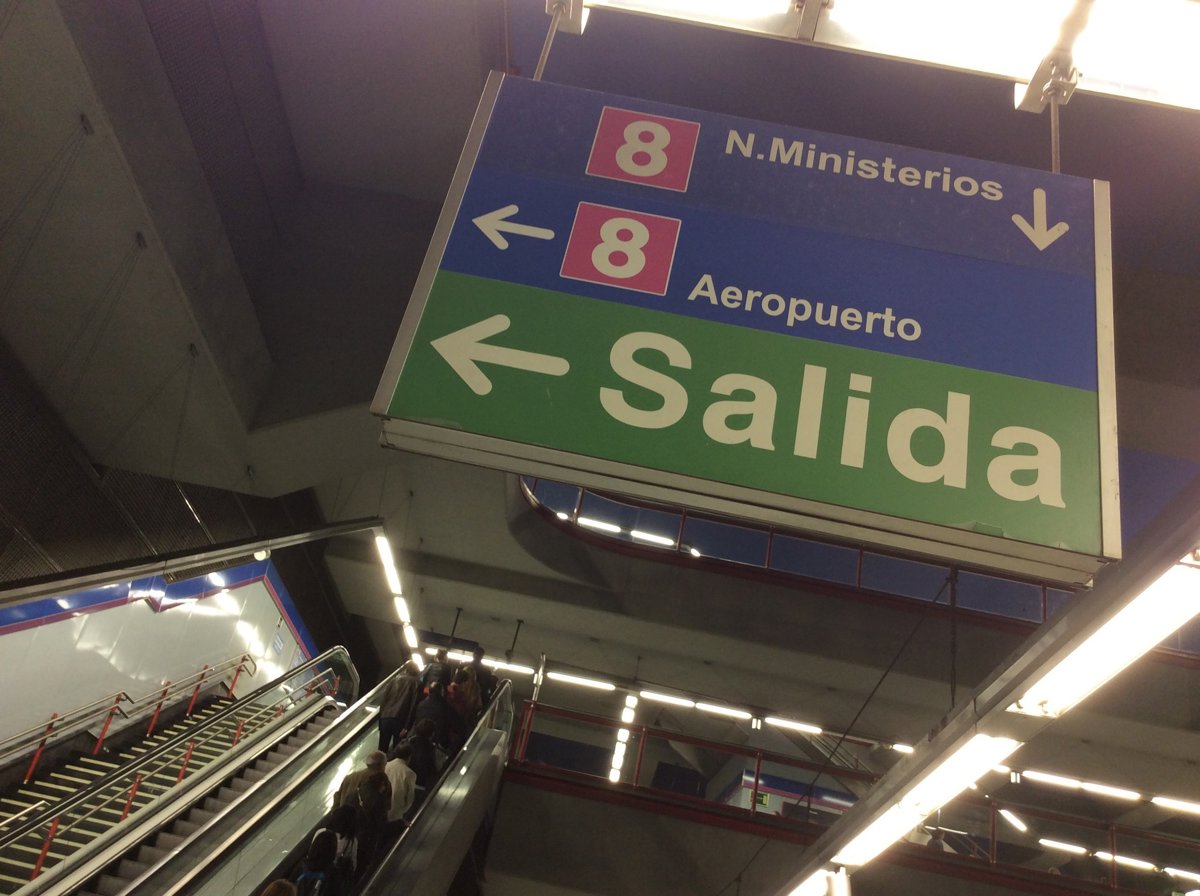 8 N.Ministerios
8 Aeropuerto
Salida